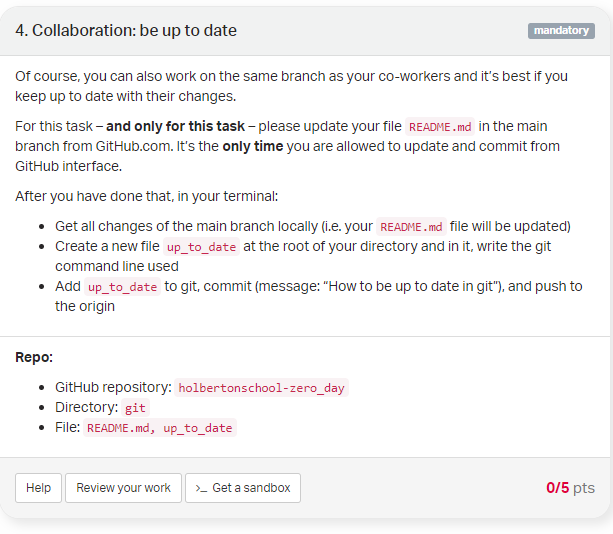 4. Collaboration: be up to date
mandatory
Of course, you can also work on the same branch as your co-workers and it's best if you
keep up to date with their changes.
For this task – and only for this task – please update your file README.md in the main
branch from GitHub.com. It's the only time you are allowed to update and commit from
GitHub interface.
After you have done that, in your terminal:
• Get all changes of the main branch locally (i.e. your README.md file will be updated)
• Create a new file up_to_date at the root of your directory and in it, write the git
command line used
• Add up_to_date to git, commit (message: “How to be up to date in git”), and push to
the origin
Repo:
• GitHub repository: holbertonschool-zero_day
• Directory: git
• File: README.md, up_to_date
Help
Review your work
>_ Get a sandbox
0/5 pts